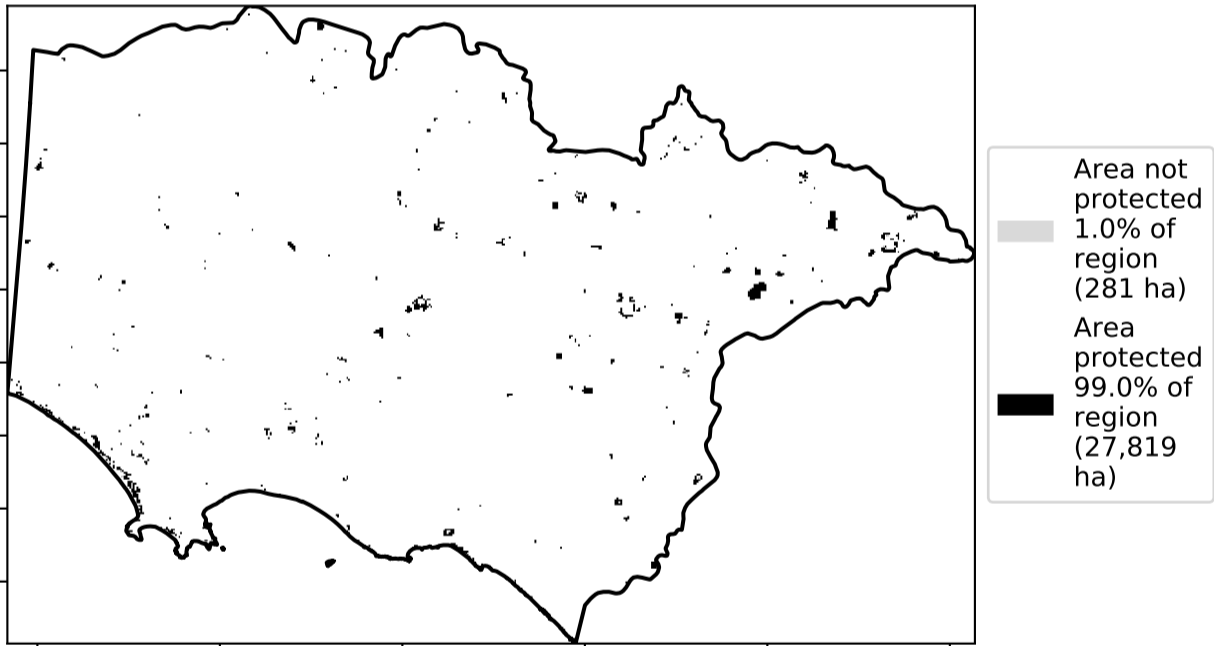 Area not
protected
1.0% of
region
(281 ha)
Area
protected
99.0% of
region
(27,819
ha)